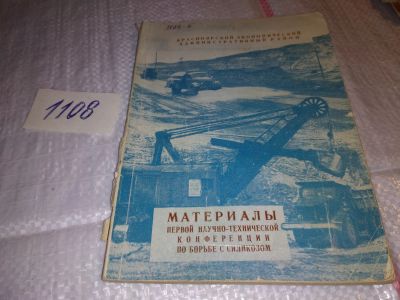 КРАСНОЯРСКИЙ ЭКОНОМИЧЕСКИЙ
АДМИНИСТРАТИВНЫЙ РАЙОН
1108
МАТЕРИАЛЫ
ПЕРВОЙ НАУЧНО-ТЕХНИЧЕСКОЙ
КОНФЕРЕНЦИИ
ПО БОРЬБЕ С СИЛИКОЗОМ